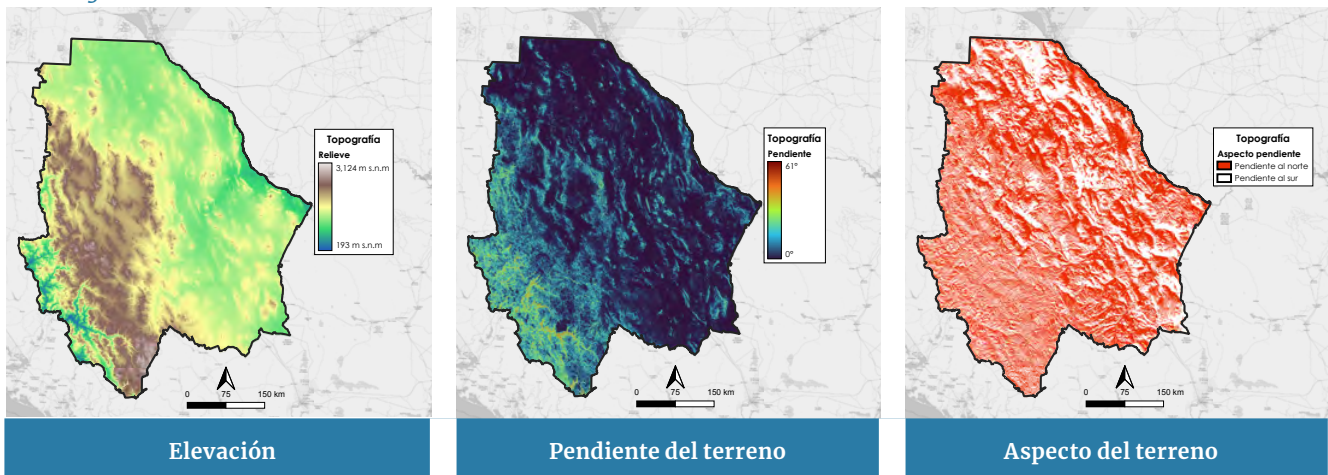 Topografía
Relieve
3,124 m s.n.m
193 m s.n.m
0 75 150 km
Elevación
Topografía
Pendiente
61°
0°
0 75 150 km
Pendiente del terreno
Topografía
Aspecto pendiente
Pendiente al norte
Pendiente al sur
0 75 150 km
Aspecto del terreno